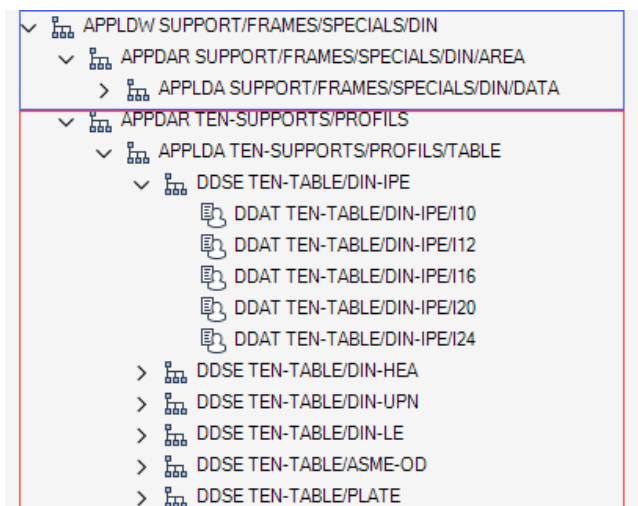 APPLDW SUPPORT/FRAMES/SPECIALS/DIN
APPDAR SUPPORT/FRAMES/SPECIALS/DIN/AREA
APPLDA SUPPORT/FRAMES/SPECIALS/DIN/DATA
APPDAR TEN-SUPPORTS/PROFILS
APPLDA TEN-SUPPORTS/PROFILS/TABLE
DDSE TEN-TABLE/DIN-IPE
DDAT TEN-TABLE/DIN-IPE/I10
DDAT TEN-TABLE/DIN-IPE/I12
DDAT TEN-TABLE/DIN-IPE/I16
DDAT TEN-TABLE/DIN-IPE/I20
DDAT TEN-TABLE/DIN-IPE/I24
DDSE TEN-TABLE/DIN-HEA
DDSE TEN-TABLE/DIN-UPN
DDSE TEN-TABLE/DIN-LE
DDSE TEN-TABLE/ASME-OD
DDSE TEN-TABLE/PLATE